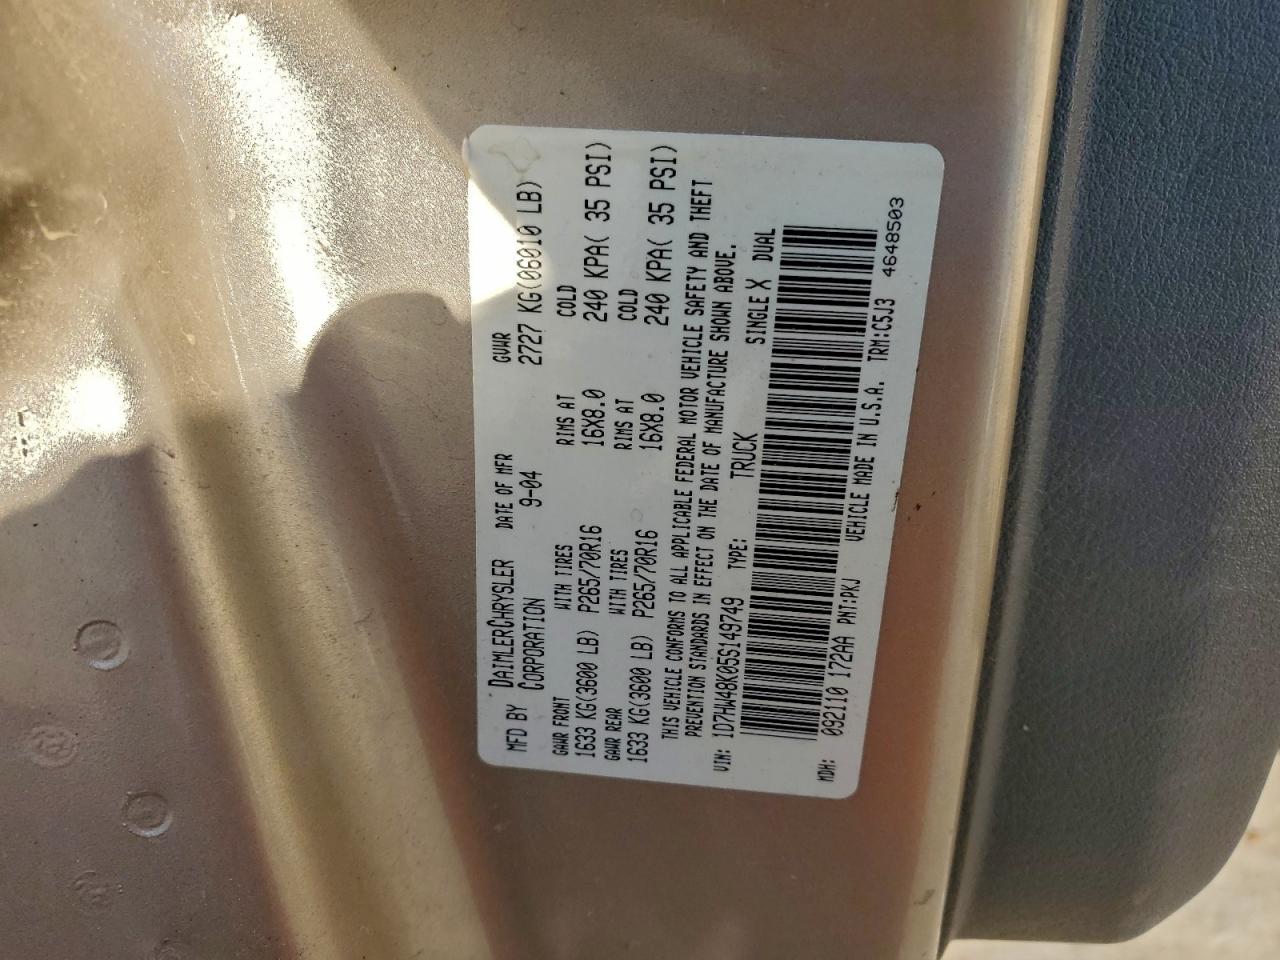 MFD BY DAIMLERCHRYSLER CORPORATION DATE OF MFR 9-04 GVWR 2727 KG(06010 LB)
GAWR FRONT WITH TIRES RIMS AT COLD
1633 KG(3600 LB) P265/70R16 16X8.0 240 KPA( 35 PSI)
GAWR REAR WITH TIRES RIMS AT COLD
1633 KG(3600 LB) P265/70R16 16X8.0 240 KPA( 35 PSI)
THIS VEHICLE CONFORMS TO ALL APPLICABLE FEDERAL MOTOR VEHICLE SAFETY AND THEFT
PREVENTION STANDARDS IN EFFECT ON THE DATE OF MANUFACTURE SHOWN ABOVE.
VIN: 1D7HW48K05S149749 TYPE: TRUCK SINGLE X DUAL
MDH: 092110 172AA PNT:PKJ VEHICLE MADE IN U.S.A. TRM:C5J3 4648503